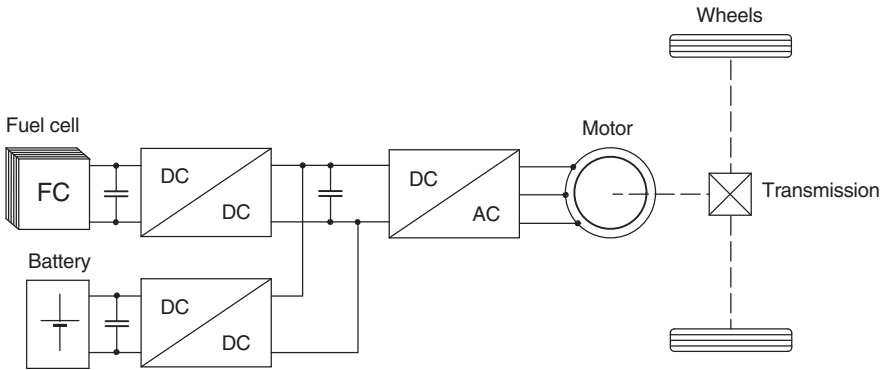 Wheels
Fuel cell
Motor
FC
DC
DC
DC
AC
Transmission
Battery
DC
DC